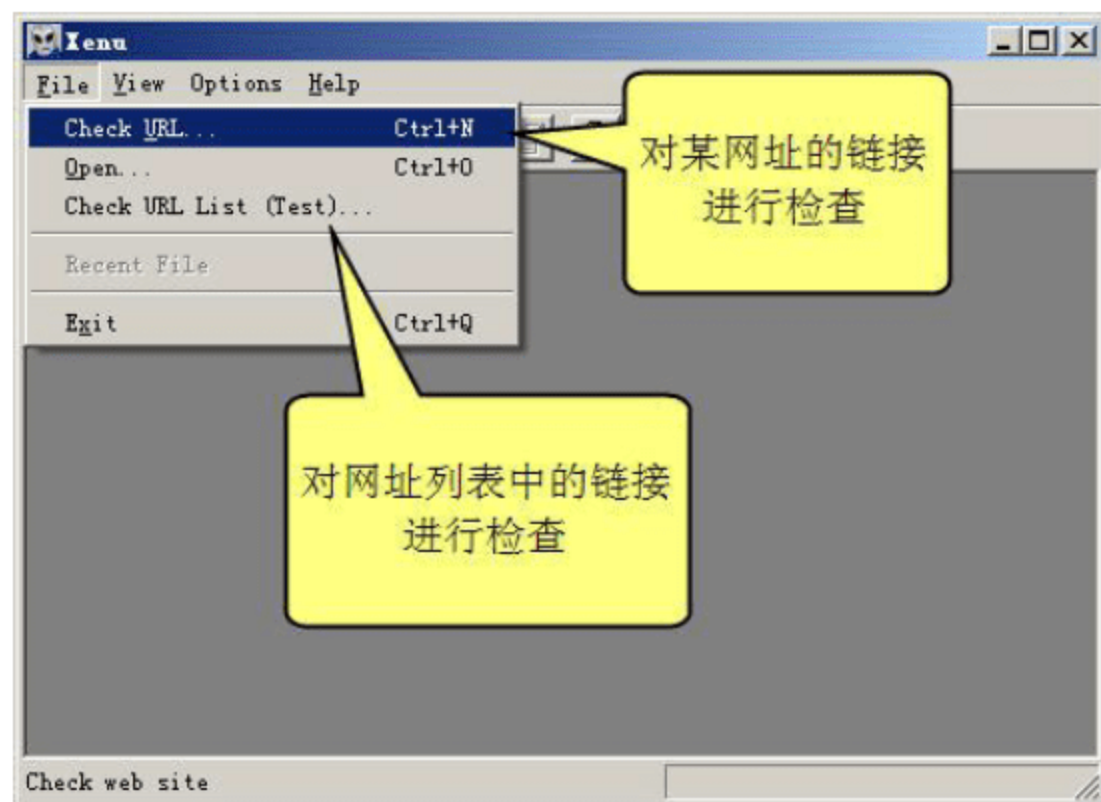 Xenu
File View Options Help
Check URL... Ctrl+N
Open... Ctrl+O
Check URL List (Test)...
Recent File
Exit Ctrl+Q
对某网址的链接
进行检查
对网址列表中的链接
进行检查
Check web site